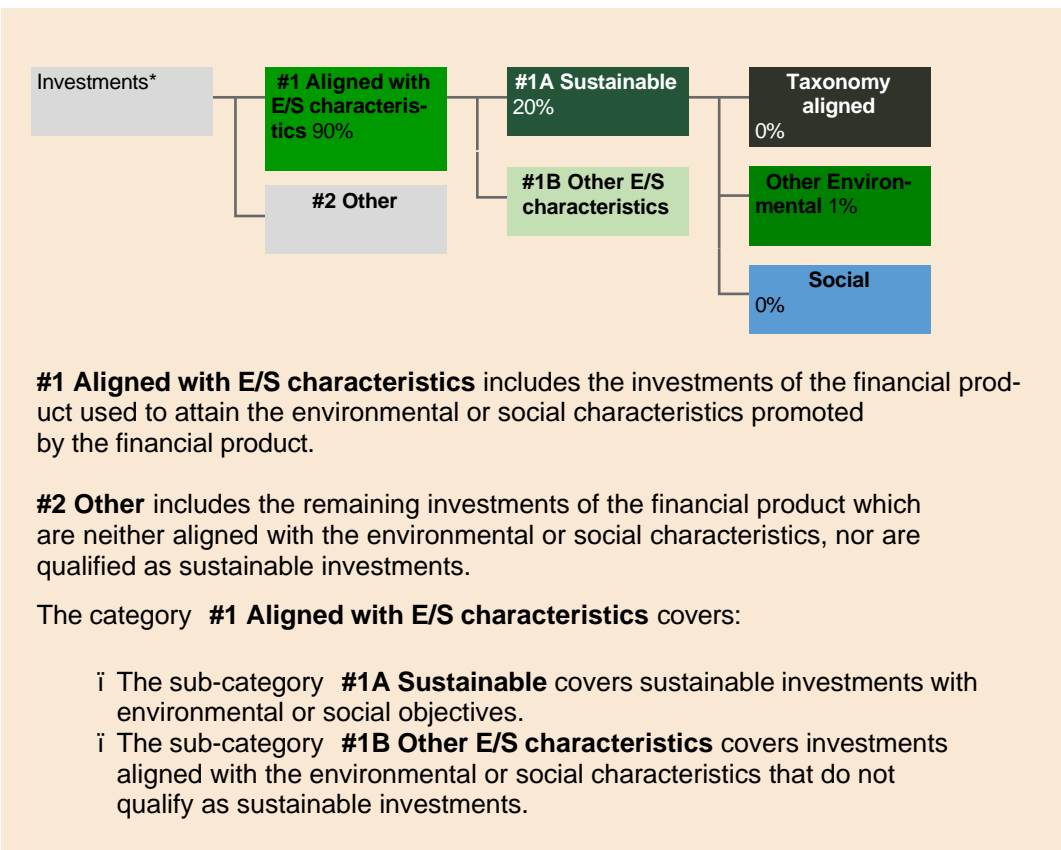 Investments*
#1 Aligned with
E/S characteris-
tics 90%
#2 Other
#1A Sustainable
20%
#1B Other E/S
characteristics
Taxonomy
aligned
0%
Other Environ-
mental 1%
Social
0%
#1 Aligned with E/S characteristics includes the investments of the financial prod-
uct used to attain the environmental or social characteristics promoted
by the financial product.
#2 Other includes the remaining investments of the financial product which
are neither aligned with the environmental or social characteristics, nor are
qualified as sustainable investments.
The category #1 Aligned with E/S characteristics covers:
ï The sub-category #1A Sustainable covers sustainable investments with
environmental or social objectives.
ï The sub-category #1B Other E/S characteristics covers investments
aligned with the environmental or social characteristics that do not
qualify as sustainable investments.